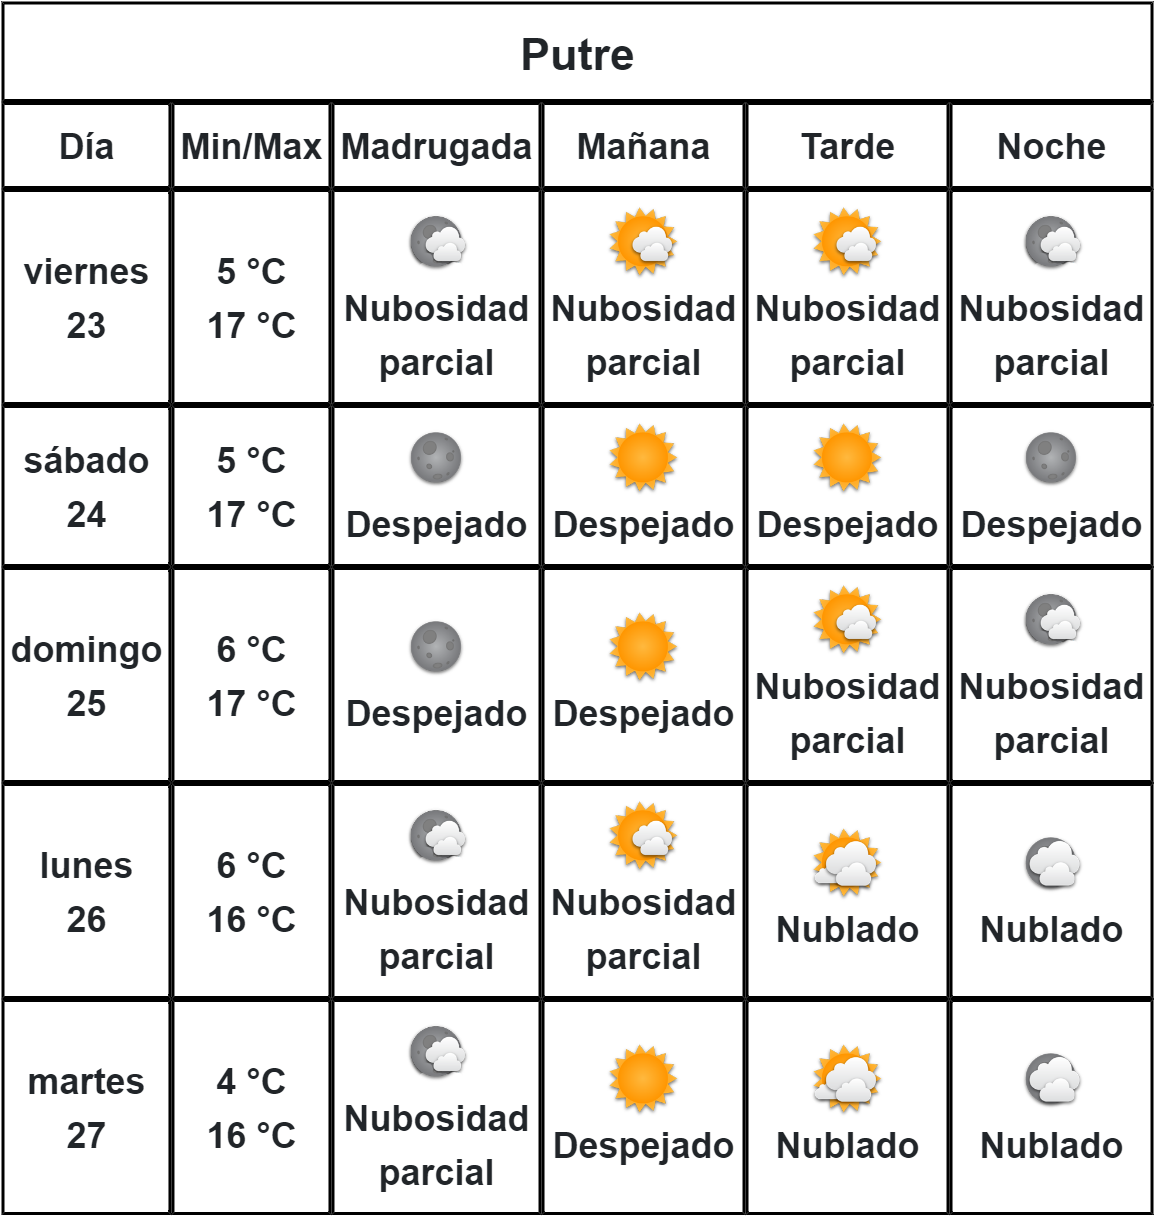 Putre
Día Min/Max Madrugada Mañana Tarde Noche
viernes
23
5 °C
17 °C
Nubosidad
parcial
Nubosidad
parcial
Nubosidad
parcial
Nubosidad
parcial
sábado
24
5 °C
17 °C
Despejado
Despejado
Despejado
Despejado
domingo
25
6 °C
17 °C
Despejado
Despejado
Nubosidad
parcial
Nubosidad
parcial
lunes
26
6 °C
16 °C
Nubosidad
parcial
Nubosidad
parcial
Nublado
Nublado
martes
27
4 °C
16 °C
Nubosidad
parcial
Despejado
Nublado
Nublado